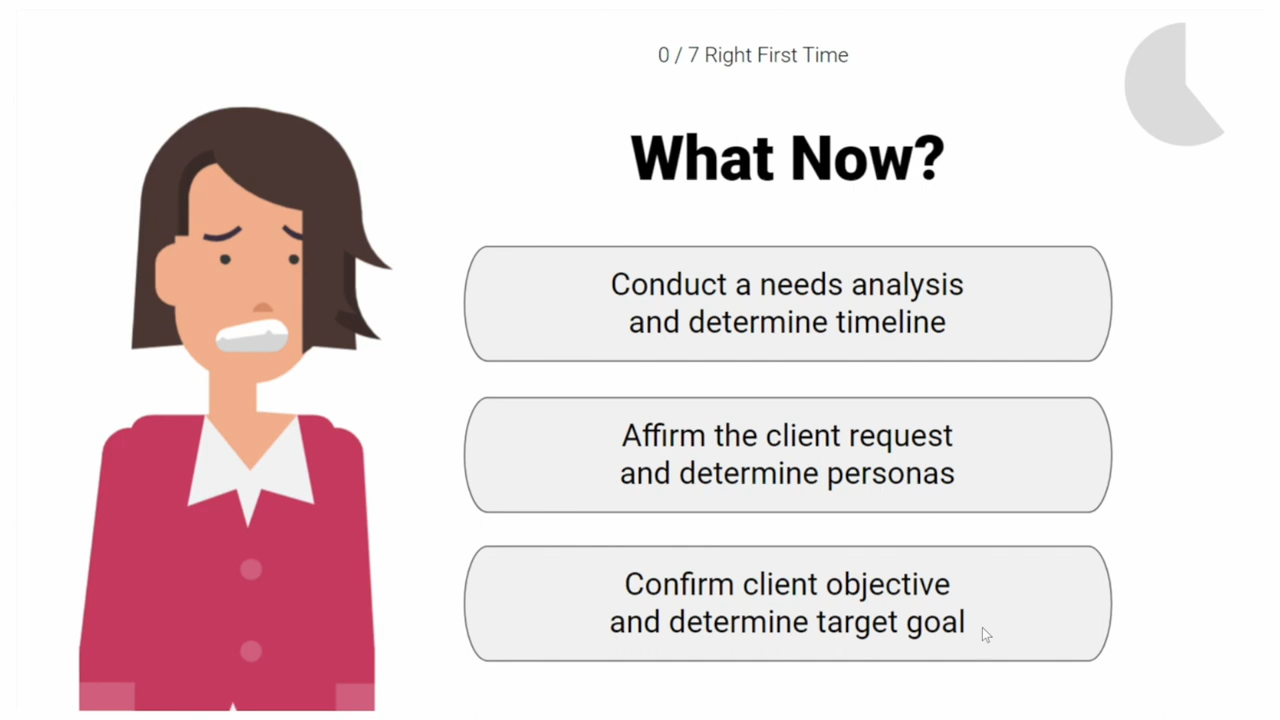 0 / 7 Right First Time
What Now?
Conduct a needs analysis
and determine timeline
Affirm the client request
and determine personas
Confirm client objective
and determine target goal